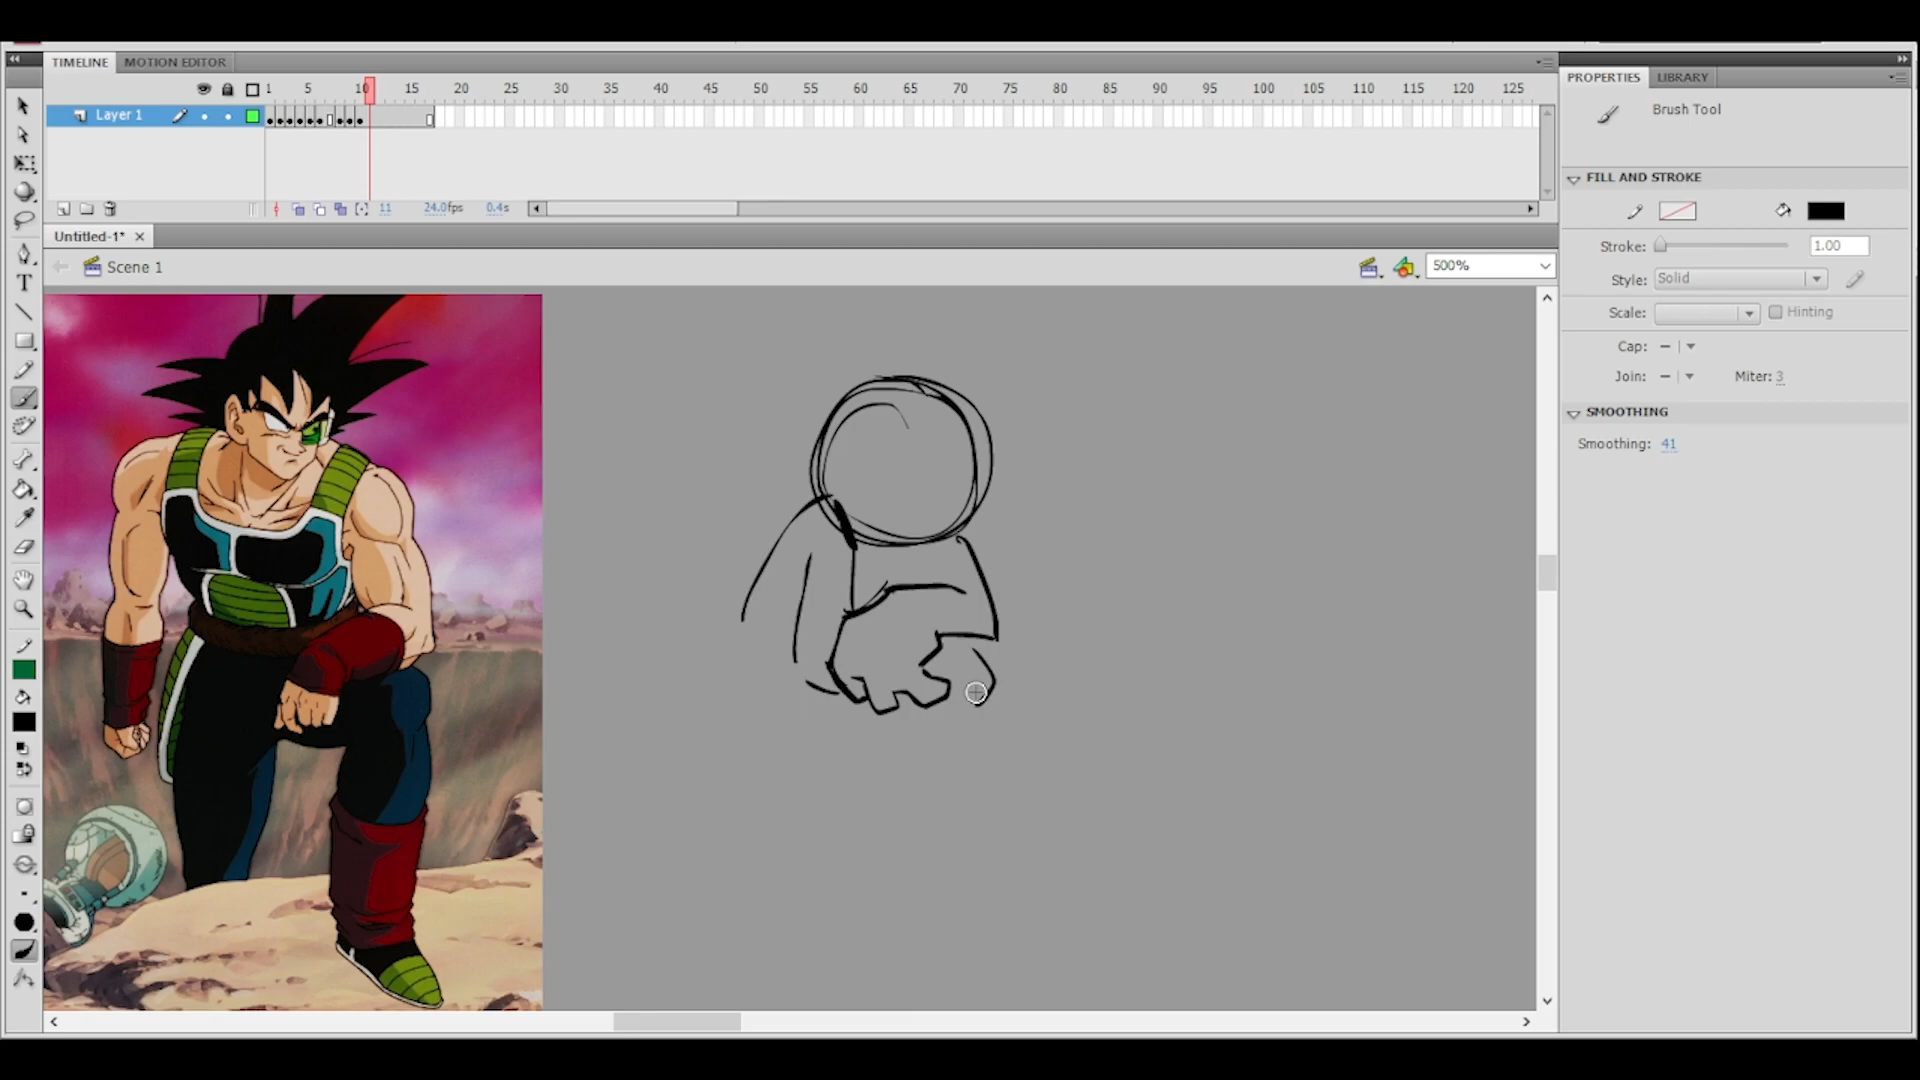 TIMELINE MOTION EDITOR
1 5 10 15 20 25 30 35 40 45 50 55 60 65 70 75 80 85 90 95 100 105 110 115 120 125
Layer 1
11 24.0fps 0.4s
Untitled-1*
Scene 1
500%
T
PROPERTIES LIBRARY
Brush Tool
FILL AND STROKE
Stroke: 1.00
Style: Solid
Scale: Hinting
Cap:
Join: Miter: 3
SMOOTHING
Smoothing: 41